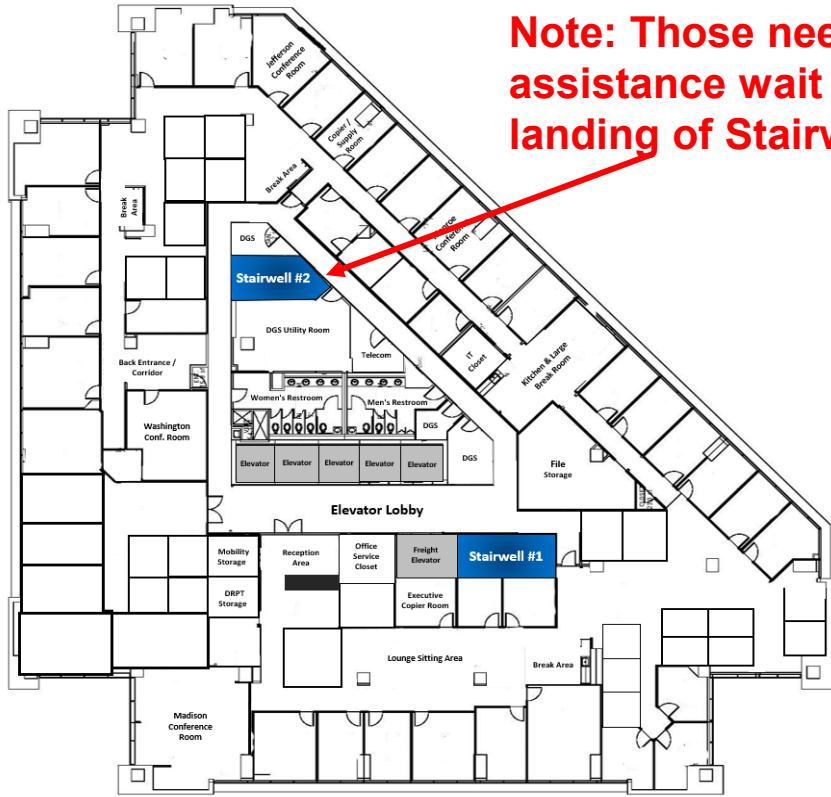 Note: Those nee
assistance wait
landing of Stairw
Jefferson
Conference
Room
Copier /
Supply
Room
Break Area
Break
Area
Monroe
Conference
Room
DGS
Stairwell #2
DGS Utility Room
Telecom
IT
Closet
Kitchen & Large
Break Room
Back Entrance /
Corridor
Women's Restroom
Men's Restroom
Washington
Conf. Room
DGS
DGS
File
Storage
Elevator
Elevator
Elevator
Elevator
Elevator
Elevator Lobby
Mobility
Storage
Reception
Area
Office
Service
Closet
Freight
Elevator
Stairwell #1
DRPT
Storage
Executive
Copier Room
Lounge Sitting Area
Break Area
Madison
Conference
Room